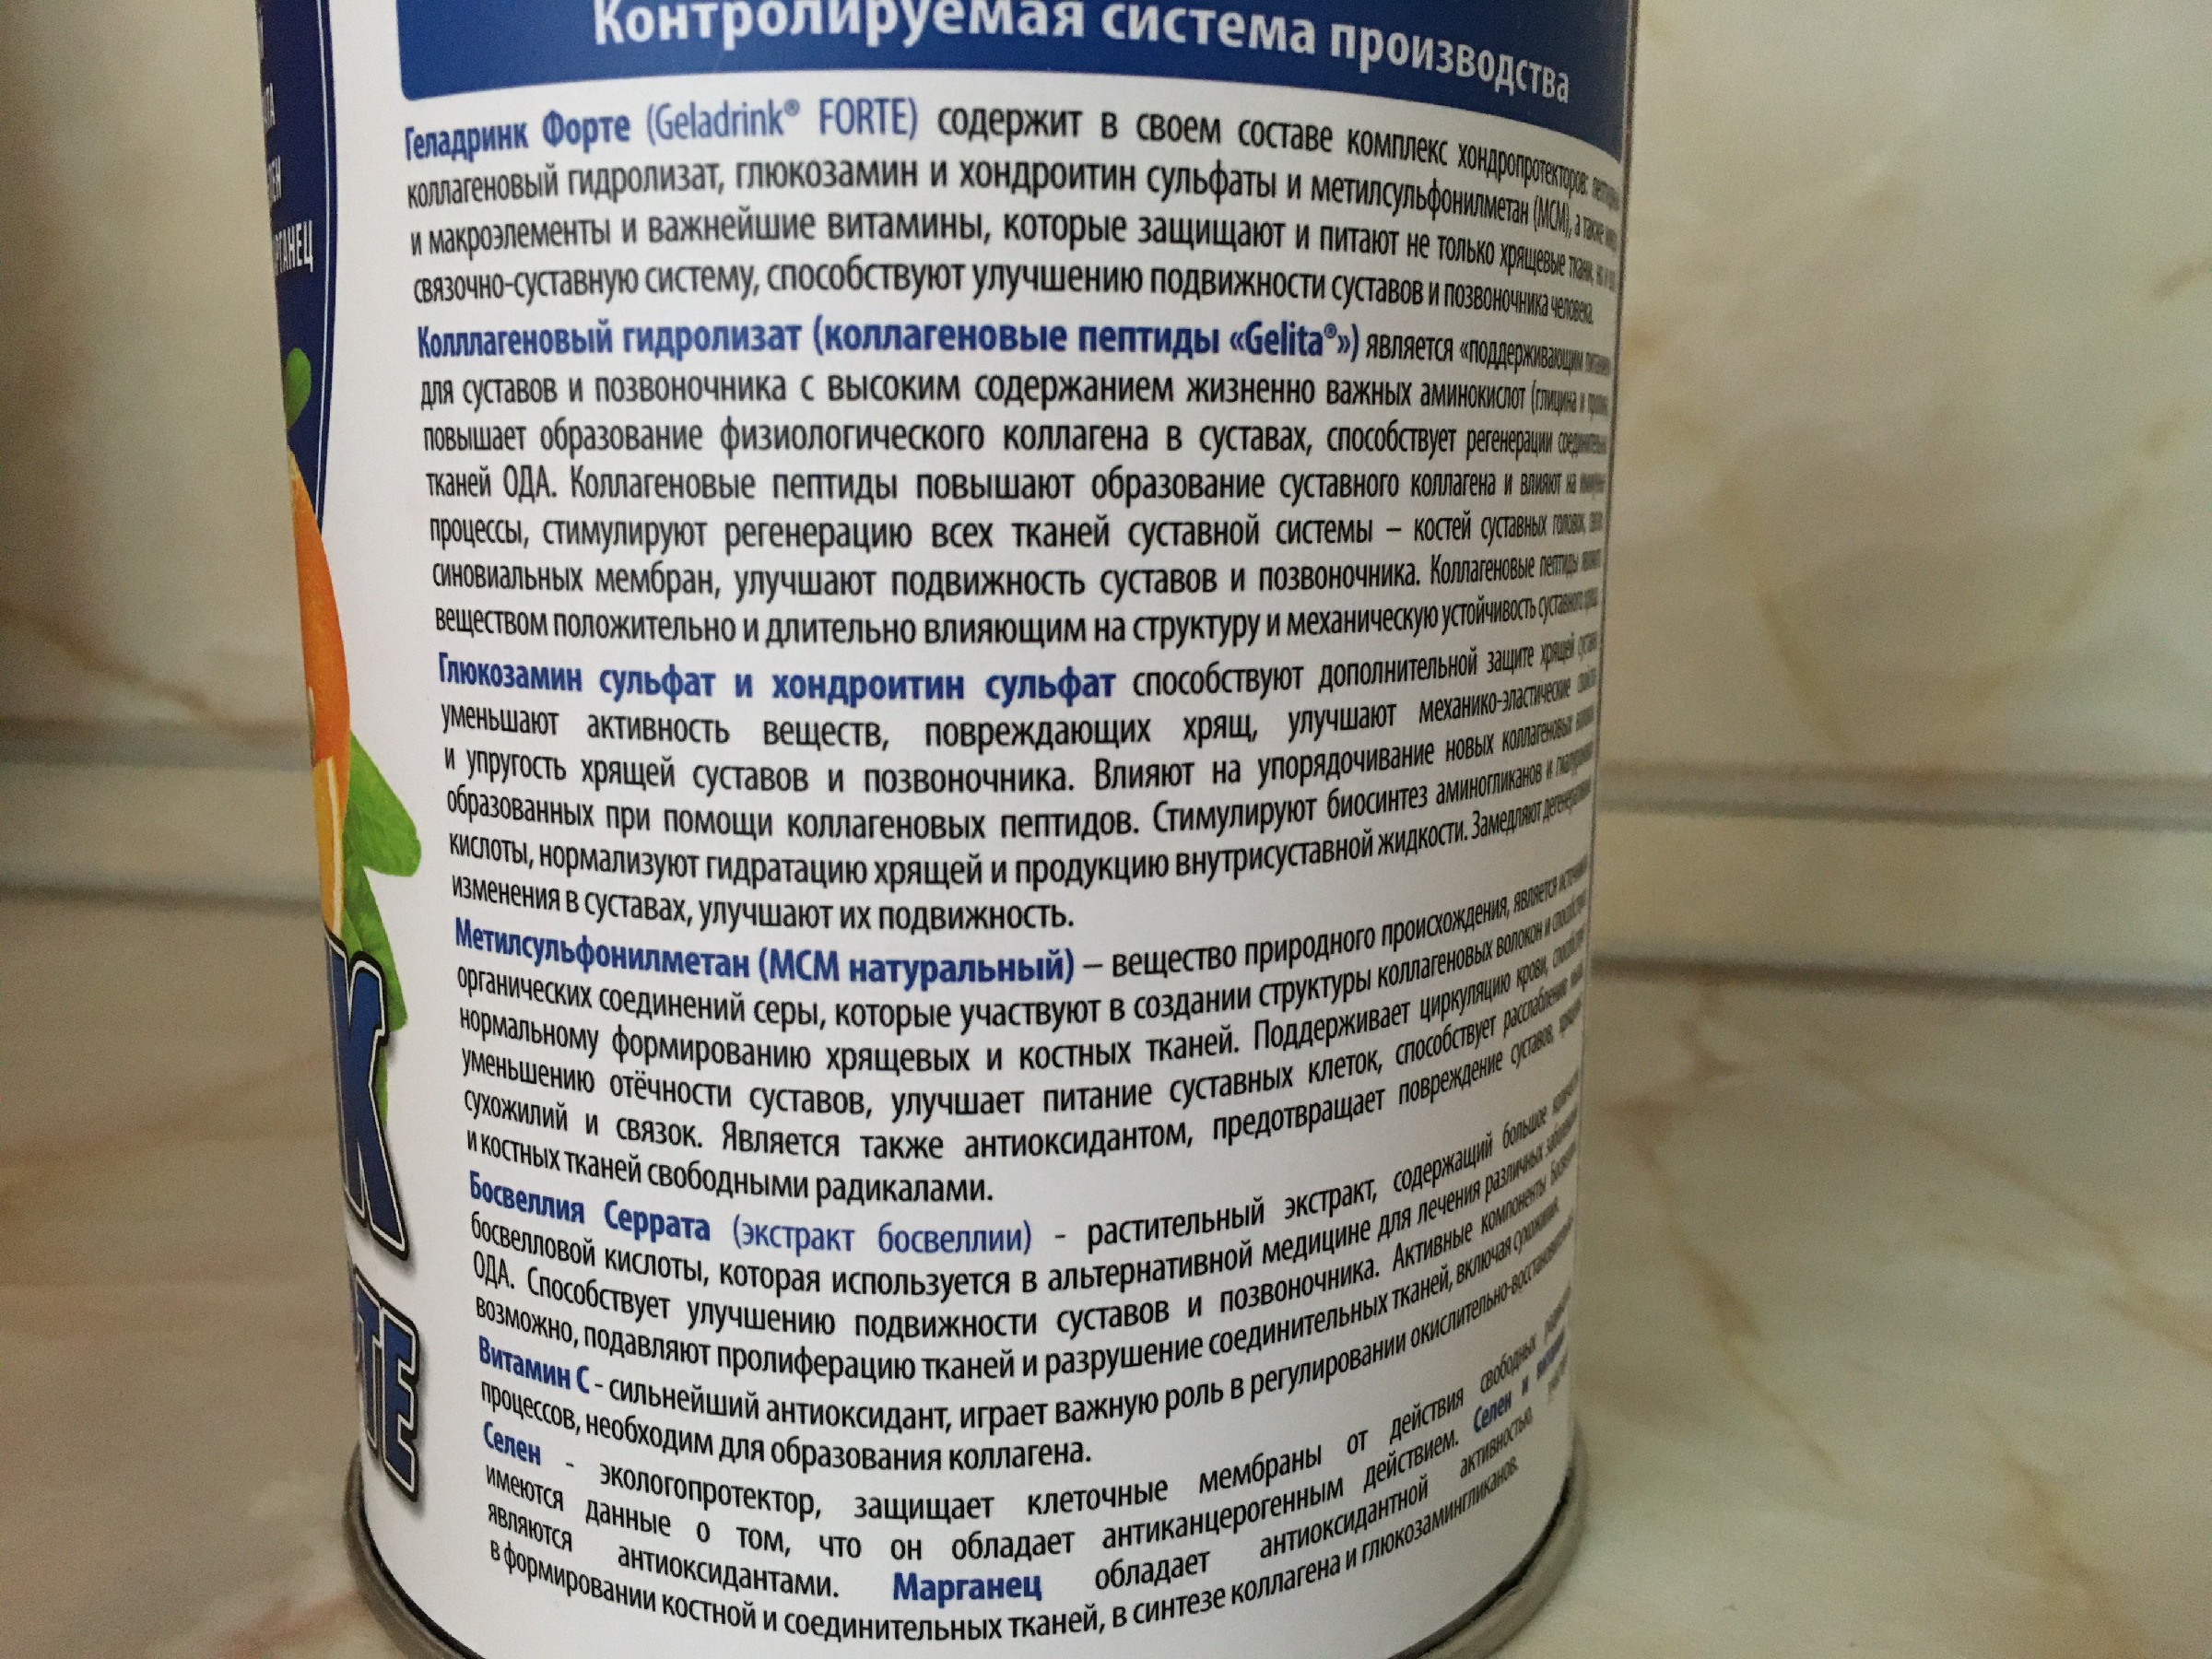 Контролируемая система производства
Геладринк Форте (Geladrink® FORTE) содержит в своем составе комплекс хондропротекторов:
коллагеновый гидролизат, глюкозамин и хондроитин сульфаты и метилсульфонилметан (МСМ), а также
и макроэлементы и важнейшие витамины, которые защищают и питают не только хрящевые ткани, но и
связочно-суставную систему, способствуют улучшению подвижности суставов и позвоночника человека.
Колллагеновый гидролизат (коллагеновые пептиды «Gelita®») является «поддерживающим
для суставов и позвоночника с высоким содержанием жизненно важных аминокислот (глицина и
повышает образование физиологического коллагена в суставах, способствует регенерации
тканей ОДА. Коллагеновые пептиды повышают образование суставного коллагена и влияют на
процессы, стимулируют регенерацию всех тканей суставной системы – костей суставных головок,
синовиальных мембран, улучшают подвижность суставов и позвоночника. Коллагеновые пептиды
веществом положительно и длительно влияющим на структуру и механическую устойчивость суставного
Глюкозамин сульфат и хондроитин сульфат способствуют дополнительной защите хрящей
уменьшают активность веществ, повреждающих хрящ, улучшают механико-эластические
и упругость хрящей суставов и позвоночника. Влияют на упорядочивание новых коллагеновых
образованных при помощи коллагеновых пептидов. Стимулируют биосинтез аминогликанов и
кислоты, нормализуют гидратацию хрящей и продукцию внутрисуставной жидкости. Замедляют
изменения в суставах, улучшают их подвижность.
Метилсульфонилметан (МСМ натуральный) – вещество природного происхождения, является
органических соединений серы, которые участвуют в создании структуры коллагеновых волокон и
нормальному формированию хрящевых и костных тканей. Поддерживает циркуляцию крови,
уменьшению отёчности суставов, улучшает питание суставных клеток, способствует расслаблению
сухожилий и связок. Является также антиоксидантом, предотвращает повреждение суставов,
и костных тканей свободными радикалами.
Босвеллия Серрата (экстракт босвеллии) - растительный экстракт, содержащий большое
босвелловой кислоты, которая используется в альтернативной медицине для лечения различных
ОДА. Способствует улучшению подвижности суставов и позвоночника. Активные компоненты
возможно, подавляют пролиферацию тканей и разрушение соединительных тканей, включая
Витамин С - сильнейший антиоксидант, играет важную роль в регулировании окислительно-восстановительных
процессов, необходим для образования коллагена.
Селен - экологопротектор, защищает клеточные мембраны от действия свободных
имеются данные о том, что он обладает антиканцерогенным действием. Селен и
являются антиоксидантами. Марганец обладает антиоксидантной активностью,
в формировании костной и соединительных тканей, в синтезе коллагена и глюкозамингликанов.